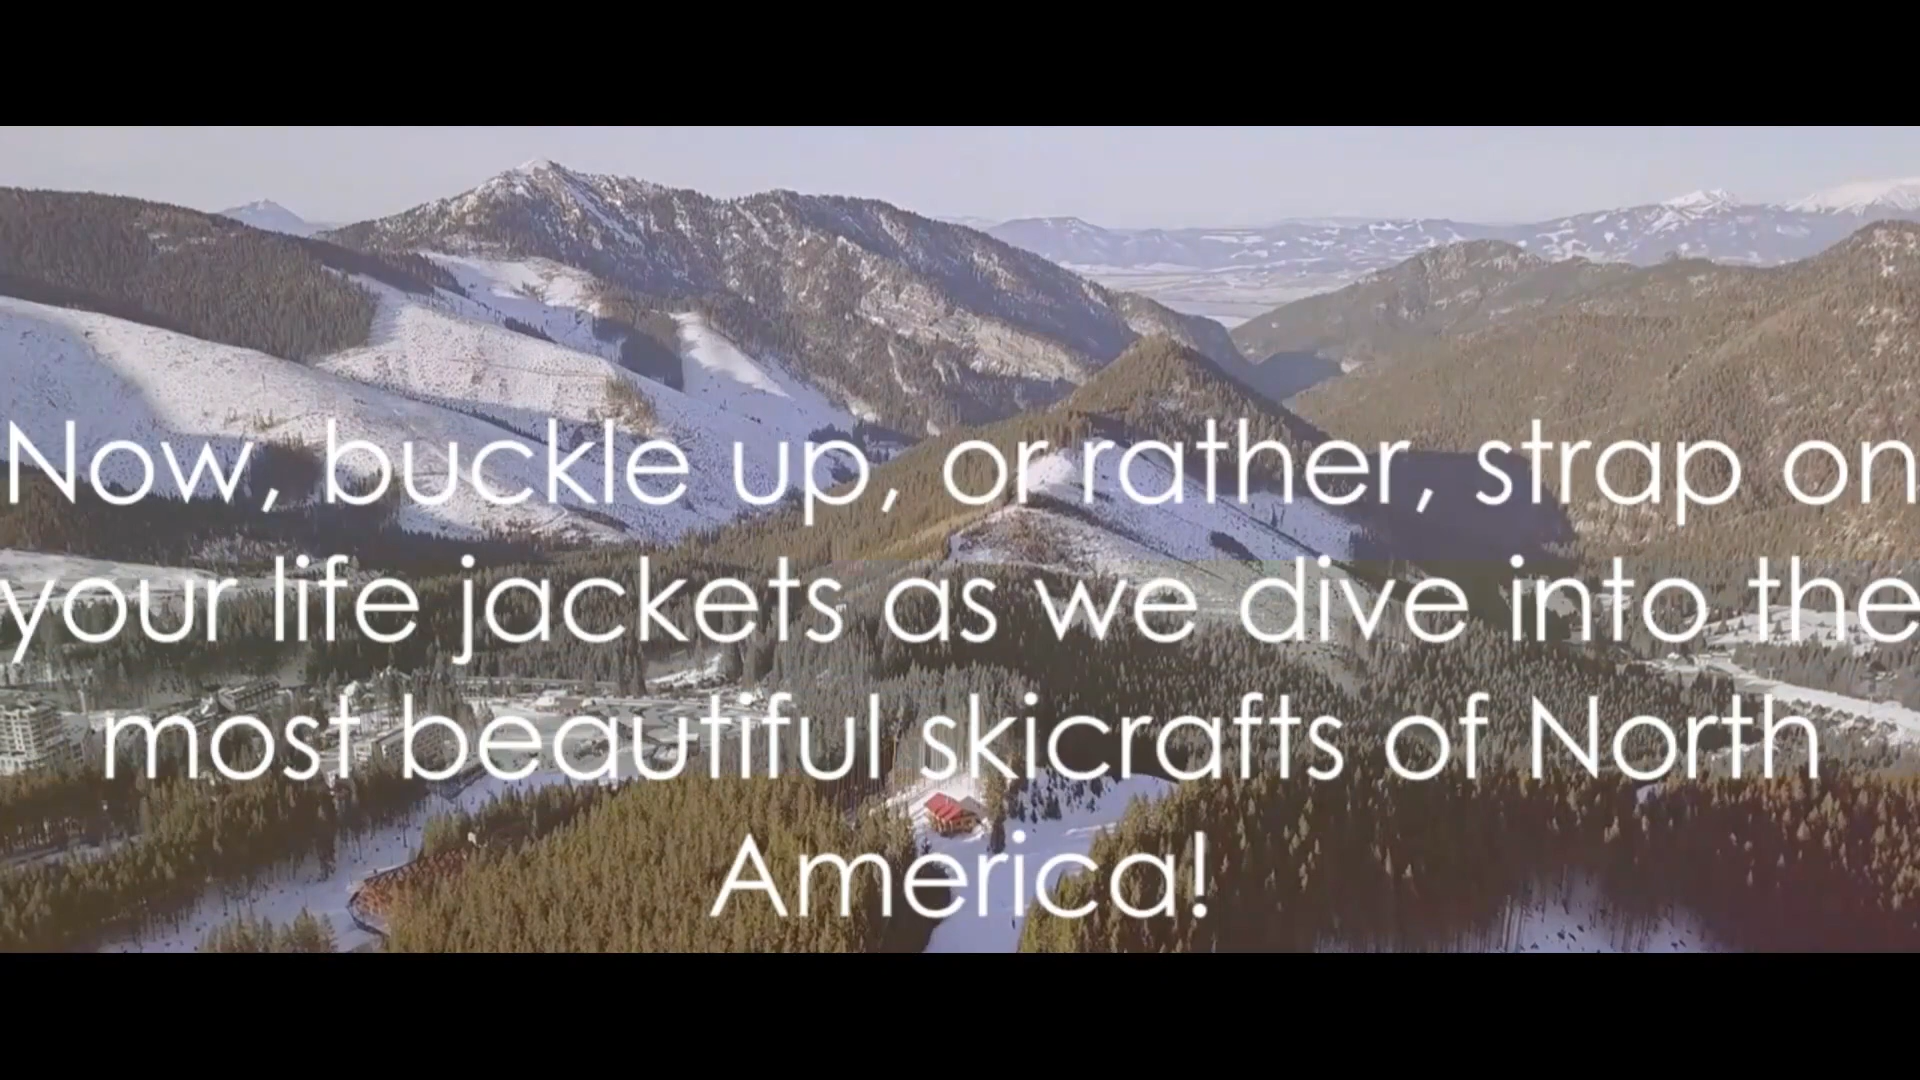 Now, buckle up, or rather, strap on
your life jackets as we dive into the
most beautiful skicrafts of North
America!